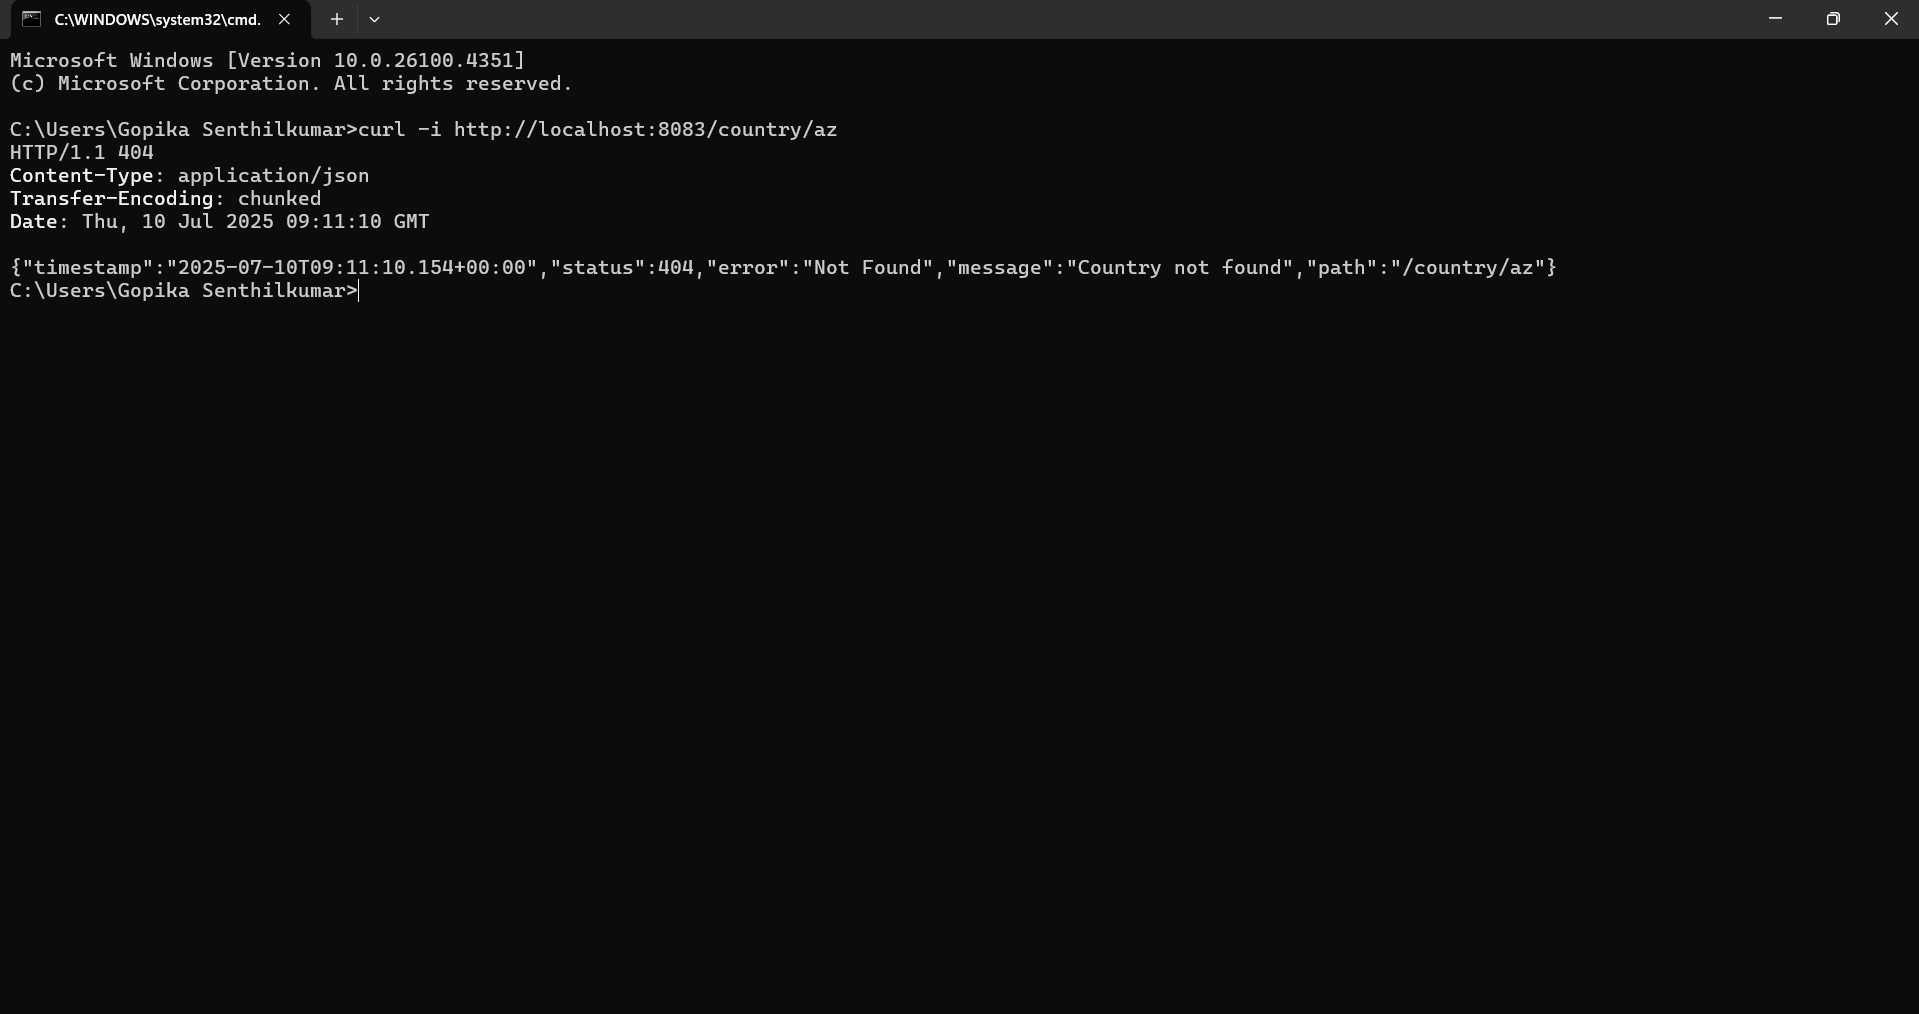 C:\WINDOWS\system32\cmd.
Microsoft Windows [Version 10.0.26100.4351]
(c) Microsoft Corporation. All rights reserved.
C:\Users\Gopika Senthilkumar>curl -i http://localhost:8083/country/az
HTTP/1.1 404
Content-Type: application/json
Transfer-Encoding: chunked
Date: Thu, 10 Jul 2025 09:11:10 GMT
{"timestamp":"2025-07-10T09:11:10.154+00:00","status":404,"error":"Not Found","message":"Country not found","path":"/country/az"}
C:\Users\Gopika Senthilkumar>